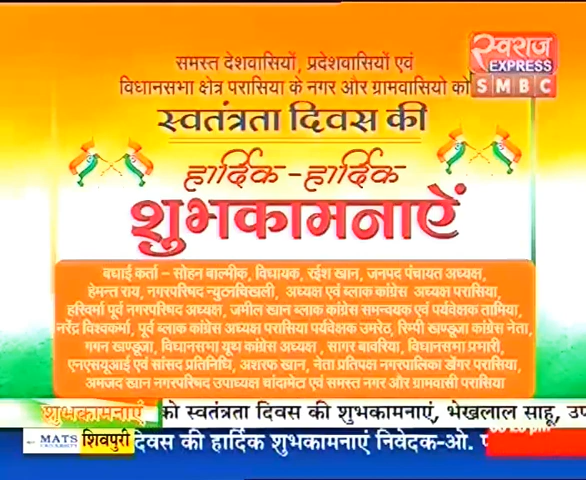 स्वराज
EXPRESS
SMBC
समस्त देशवासियों, प्रदेशवासियों एवं
विधानसभा क्षेत्र परासिया के नगर और ग्रामवासियो को
स्वतंत्रता दिवस की
हार्दिक - हार्दिक
शुभकामनाऐं
बधाई कर्ता – सोहन बाल्मीक, विधायक, रईश खान, जनपद पंचायत अध्यक्ष,
हेमन्त राय, नगरपरिषद न्युटनचिखली, अध्यक्ष एवं ब्लाक कांग्रेस अध्यक्ष परासिया,
हरिवर्मा पूर्व नगरपरिषद अध्यक्ष, जमील खान ब्लाक कांग्रेस समन्वयक एवं पर्यवेक्षक तामिया,
नरेंद्र विश्वकर्मा, पूर्व ब्लाक कांग्रेस अध्यक्ष परासिया पर्यवेक्षक उमरेठ, रिम्पी खण्डूजा कांग्रेस नेता,
गगन खण्डूजा, विधानसभा यूथ कांग्रेस अध्यक्ष , सागर बावरिया, विधानसभा प्रभारी,
एनएसयूआई एवं सांसद प्रतिनिधि, अशरफ खान, नेता प्रतिपक्ष नगरपालिका डोंगर परासिया,
अमजद खान नगरपरिषद उपाध्यक्ष चांदामेटा एवं समस्त नगर और ग्रामवासी परासिया
शुभकामनाएं को स्वतंत्रता दिवस की शुभकामनाएं, भेखलाल साहू, उप
MATS UNIVERSITY शिवपुरी दिवस की हार्दिक शुभकामनाएं निवेदक-ओ. प